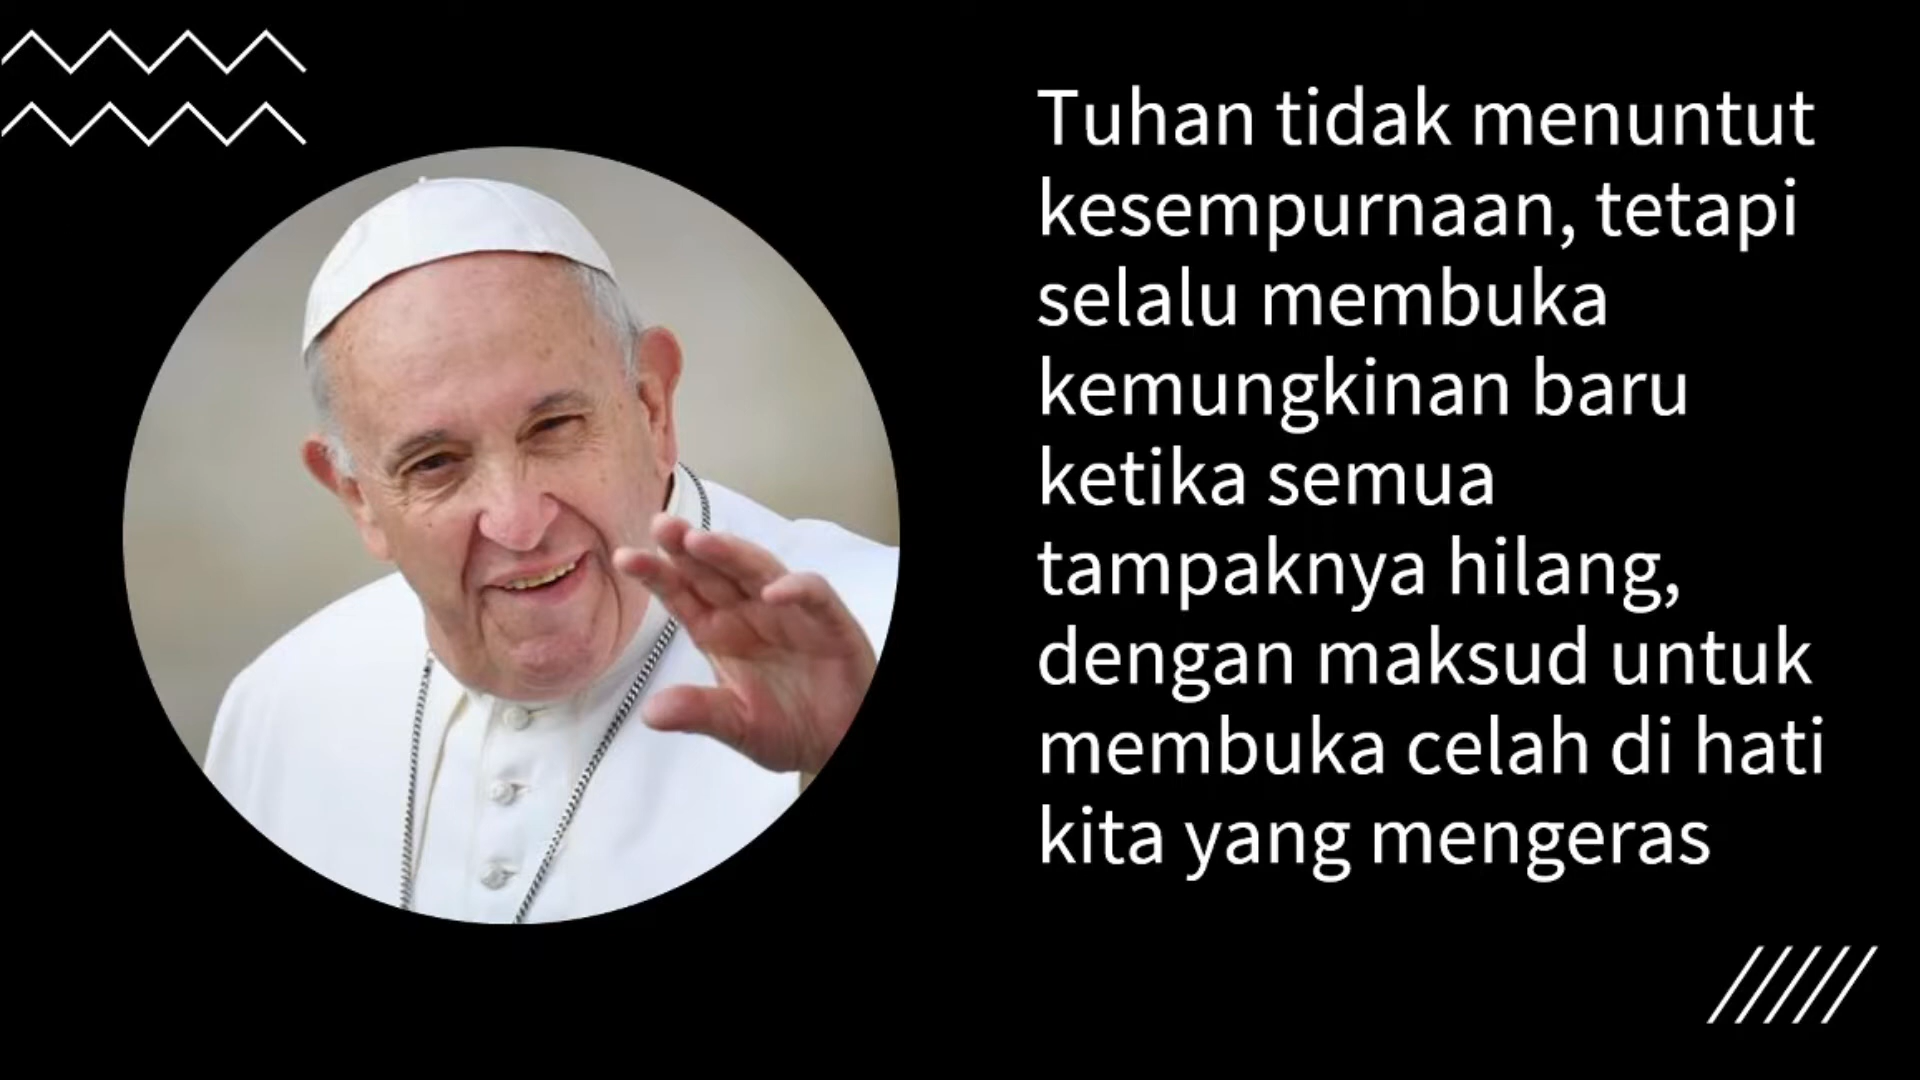 Tuhan tidak menuntut
kesempurnaan, tetapi
selalu membuka
kemungkinan baru
ketika semua
tampaknya hilang,
dengan maksud untuk
membuka celah di hati
kita yang mengeras